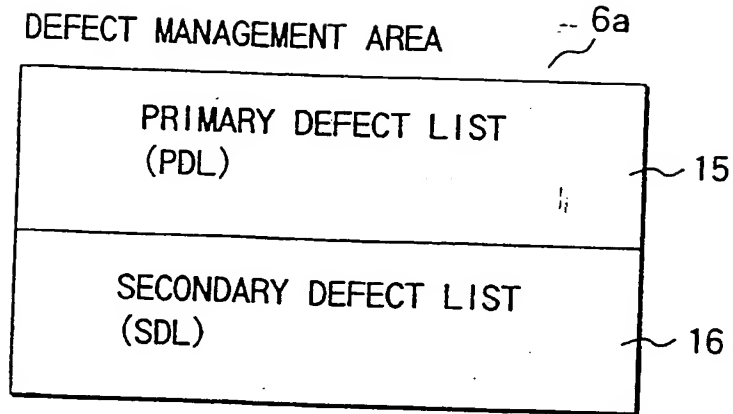 DEFECT MANAGEMENT AREA
6a
PRIMARY DEFECT LIST
(PDL)
15
SECONDARY DEFECT LIST
(SDL)
16